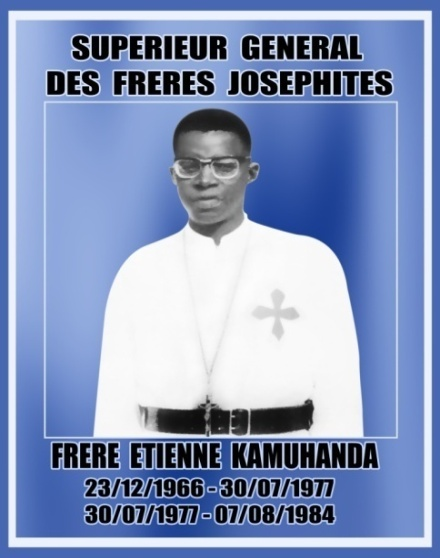 SUPERIEUR GENERAL
DES FRERES JOSEPHITES
FRERE ETIENNE KAMUHANDA
23/12/1966 - 30/07/1977
30/07/1977 - 07/08/1984